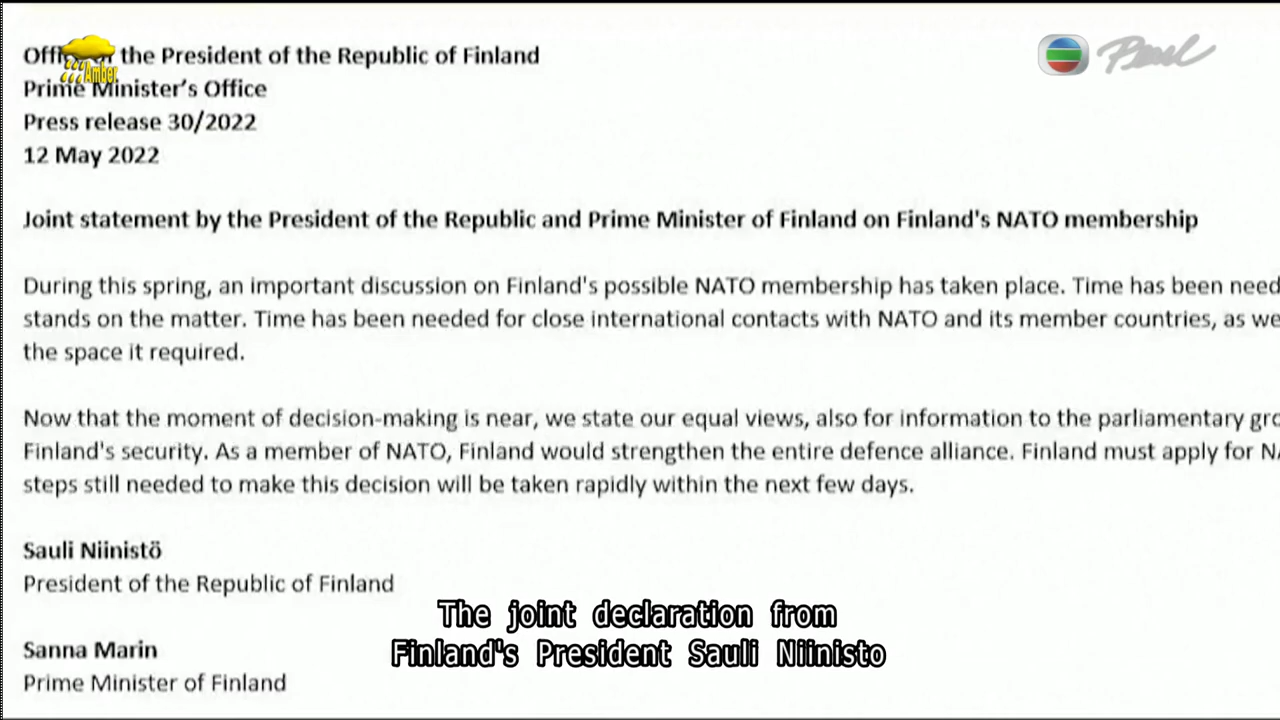 Office of the President of the Republic of Finland
Amber
Pearl
Prime Minister's Office
Press release 30/2022
12 May 2022
Joint statement by the President of the Republic and Prime Minister of Finland on Finland's NATO membership
During this spring, an important discussion on Finland's possible NATO membership has taken place. Time has been need
stands on the matter. Time has been needed for close international contacts with NATO and its member countries, as we
the space it required.
Now that the moment of decision-making is near, we state our equal views, also for information to the parliamentary gro
Finland's security. As a member of NATO, Finland would strengthen the entire defence alliance. Finland must apply for NA
steps still needed to make this decision will be taken rapidly within the next few days.
Sauli Niinistö
President of the Republic of Finland
The joint declaration from
Finland's President Sauli Niinisto
Sanna Marin
Prime Minister of Finland